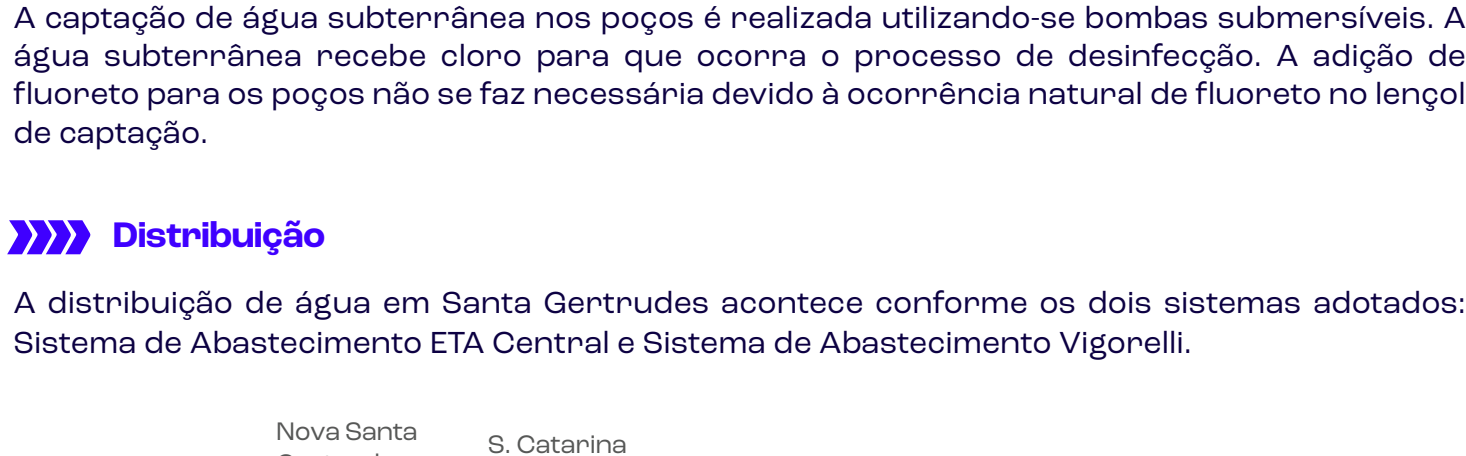 A captação de água subterrânea nos poços é realizada utilizando-se bombas submersíveis. A
água subterrânea recebe cloro para que ocorra o processo de desinfecção. A adição de
fluoreto para os poços não se faz necessária devido à ocorrência natural de fluoreto no lençol
de captação.
Distribuição
A distribuição de água em Santa Gertrudes acontece conforme os dois sistemas adotados:
Sistema de Abastecimento ETA Central e Sistema de Abastecimento Vigorelli.
Nova Santa
S. Catarina